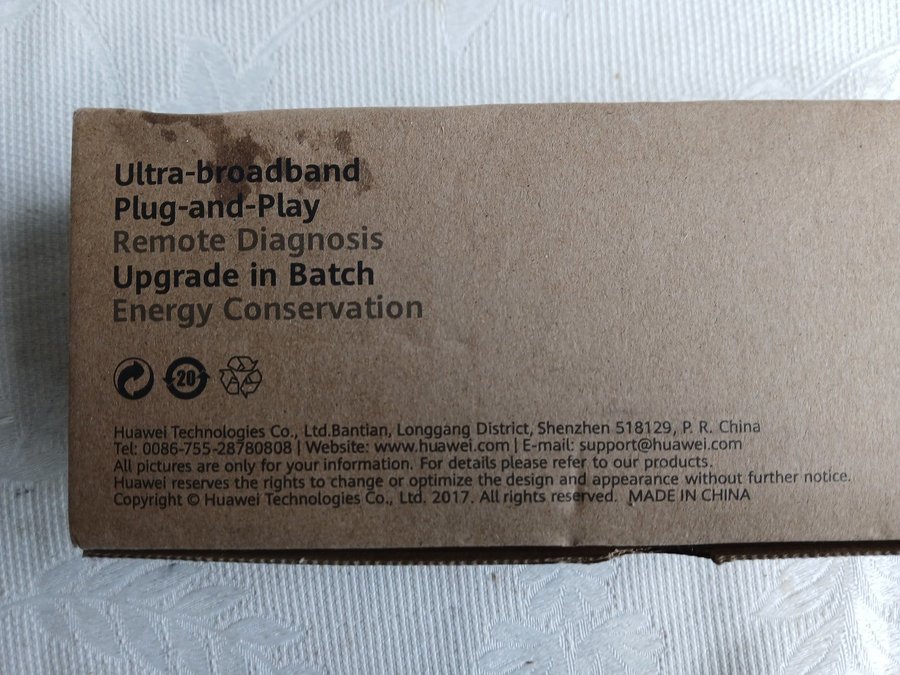 Ultra-broadband
Plug-and-Play
Remote Diagnosis
Upgrade in Batch
Energy Conservation
20
Huawei Technologies Co., Ltd.Bantian, Longgang District, Shenzhen 518129, P. R. China
Tel: 0086-755-28780808 | Website: www.huawei.com | E-mail: support@huawei.com
All pictures are only for your information. For details please refer to our products.
Huawei reserves the rights to change or optimize the design and appearance without further notice.
Copyright © Huawei Technologies Co., Ltd. 2017. All rights reserved. MADE IN CHINA